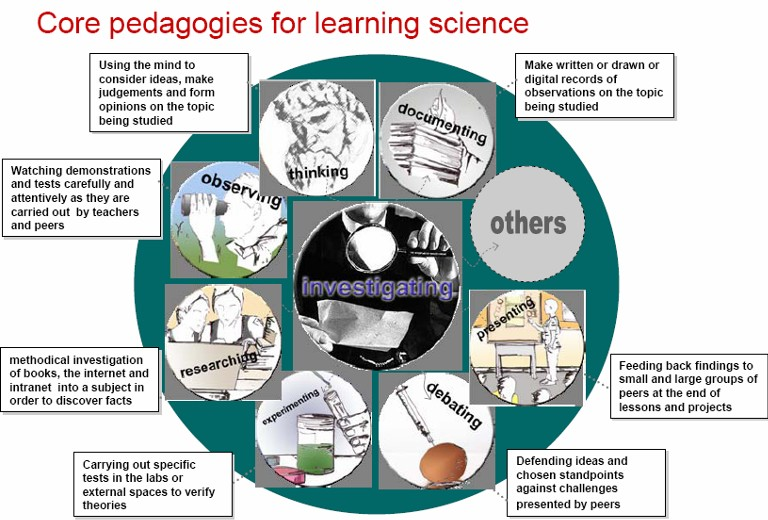 Core pedagogies for learning science
Using the mind to
consider ideas, make
judgements and form
opinions on the topic
being studied
Make written or drawn or
digital records of
observations on the topic
being studied
documenting
thinking
Watching demonstrations
and tests carefully and
attentively as they are
carried out by teachers
and peers
observing
others
investigating
presenting
researching
methodical investigation
of books, the internet and
intranet into a subject in
order to discover facts
Feeding back findings to
small and large groups of
peers at the end of
lessons and projects
experimenting
debating
Carrying out specific
tests in the labs or
external spaces to verify
theories
Defending ideas and
chosen standpoints
against challenges
presented by peers